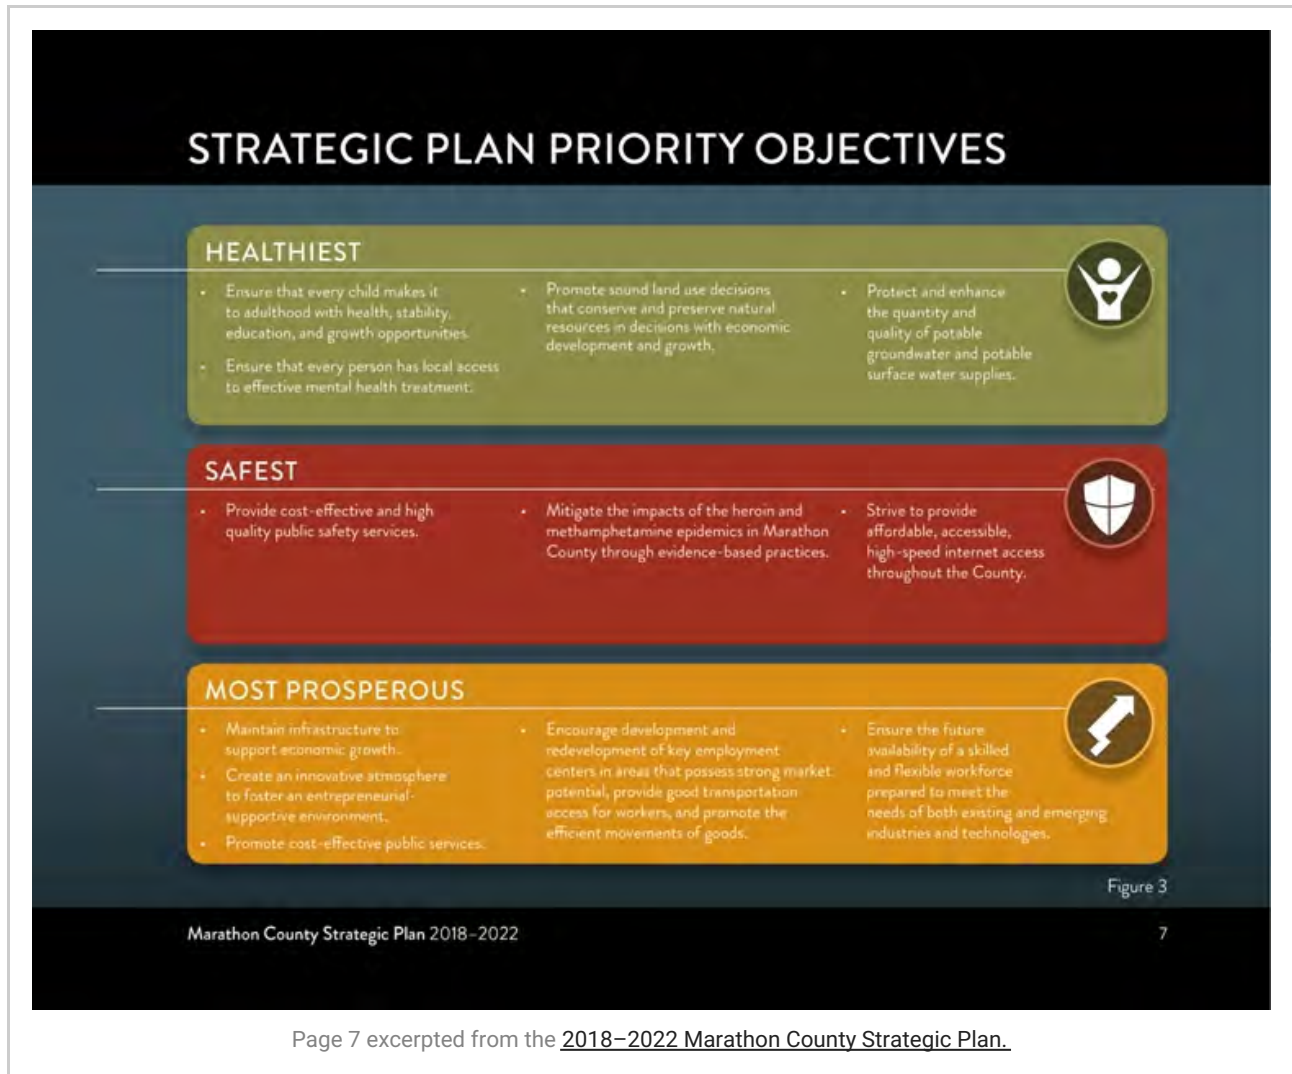 STRATEGIC PLAN PRIORITY OBJECTIVES
HEALTHIEST
• Ensure that every child makes it
to adulthood with health, stability,
education, and growth opportunities.
• Ensure that every person has local access
to effective mental health treatment.
• Promote sound land use decisions
that conserve and preserve natural
resources in decisions with economic
development and growth.
• Protect and enhance
the quantity and
quality of potable
groundwater and potable
surface water supplies.
SAFEST
• Provide cost-effective and high
quality public safety services.
• Mitigate the impacts of the heroin and
methamphetamine epidemics in Marathon
County through evidence-based practices.
• Strive to provide
affordable, accessible,
high-speed internet access
throughout the County.
MOST PROSPEROUS
• Maintain infrastructure to
support economic growth.
• Create an innovative atmosphere
to foster an entrepreneurial-
supportive environment.
• Promote cost-effective public services.
• Encourage development and
redevelopment of key employment
centers in areas that possess strong market
potential, provide good transportation
access for workers, and promote the
efficient movements of goods.
• Ensure the future
availability of a skilled
and flexible workforce
prepared to meet the
needs of both existing and emerging
industries and technologies.
Figure 3
Marathon County Strategic Plan 2018–2022
7
Page 7 excerpted from the 2018–2022 Marathon County Strategic Plan.